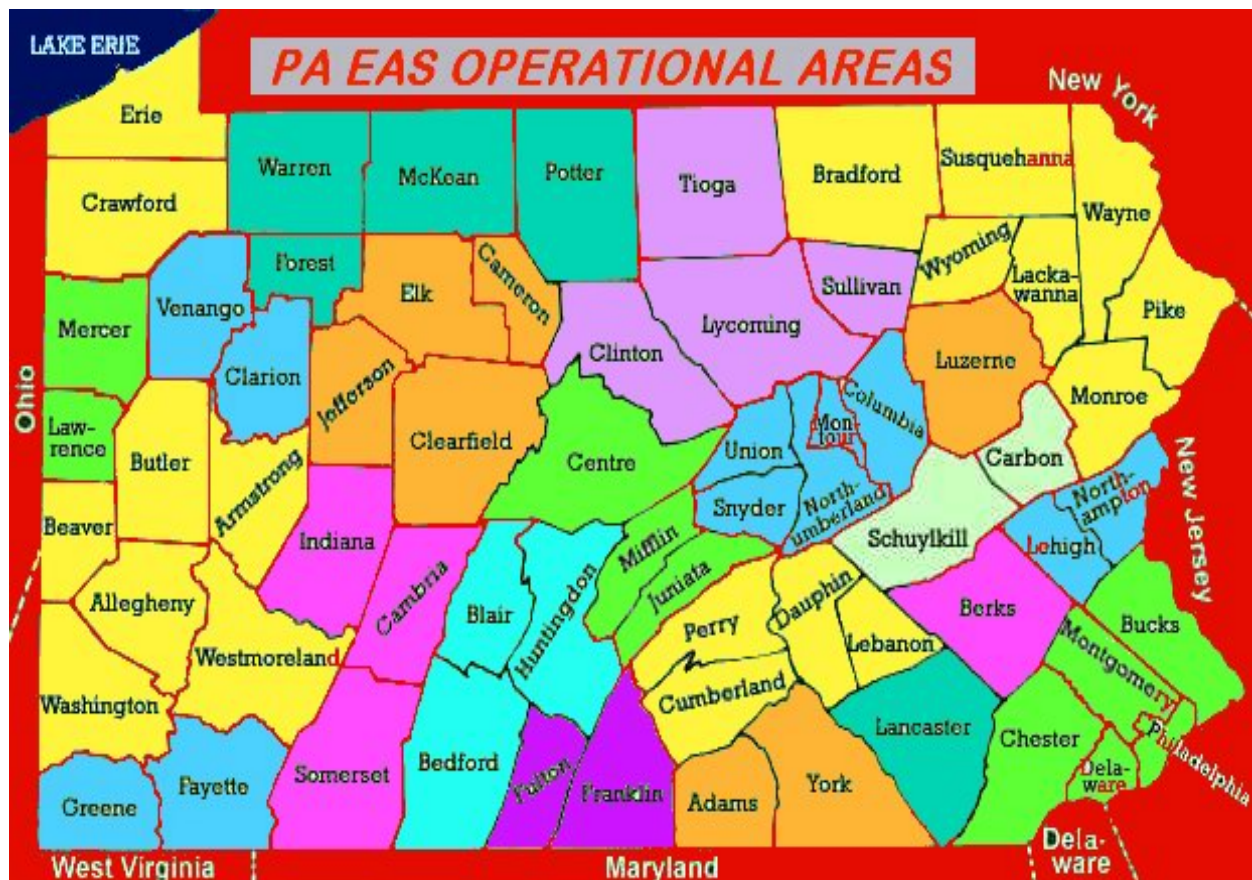 LAKE ERIE
PA EAS OPERATIONAL AREAS
New York
Erie
Crawford
Warren
McKean
Potter
Tioga
Bradford
Susquehanna
Wayne
Forest
Venango
Elk
Cameron
Sullivan
Wyoming
Lacka-
wanna
Pike
Mercer
Clarion
Jefferson
Clearfield
Clinton
Lycoming
Columbia
Luzerne
Monroe
Ohio
Law-
rence
Butler
Armstrong
Centre
Union
Mon-
tour
Snyder
North-
umberland
Carbon
Schuylkill
North-
ampton
Lehigh
New Jersey
Beaver
Indiana
Cambria
Blair
Huntingdon
Mifflin
Juniata
Allegheny
Westmoreland
Perry
Dauphin
Lebanon
Berks
Montgomery
Bucks
Washington
Cumberland
Lancaster
Chester
Philadelphia
Dela-
ware
Greene
Fayette
Somerset
Bedford
Fulton
Franklin
Adams
York
West Virginia
Maryland
Dela-
ware